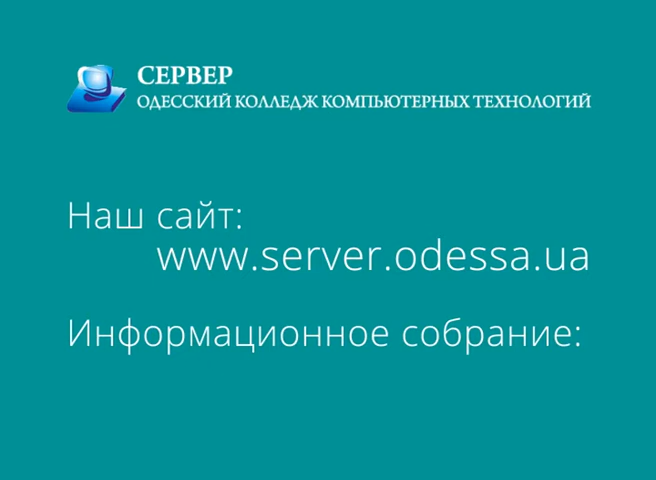 СЕРВЕР
ОДЕССКИЙ КОЛЛЕДЖ КОМПЬЮТЕРНЫХ ТЕХНОЛОГИЙ
Наш сайт:
www.server.odessa.ua
Информационное собрание: